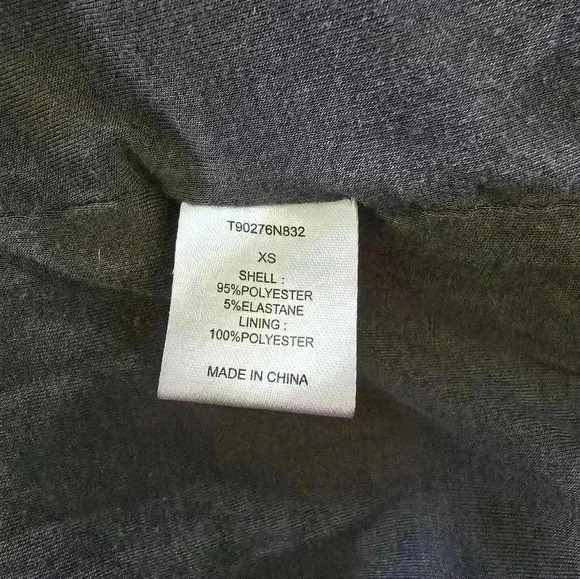 T90276N832
XS
SHELL :
95%POLYESTER
5%ELASTANE
LINING :
100%POLYESTER
MADE IN CHINA